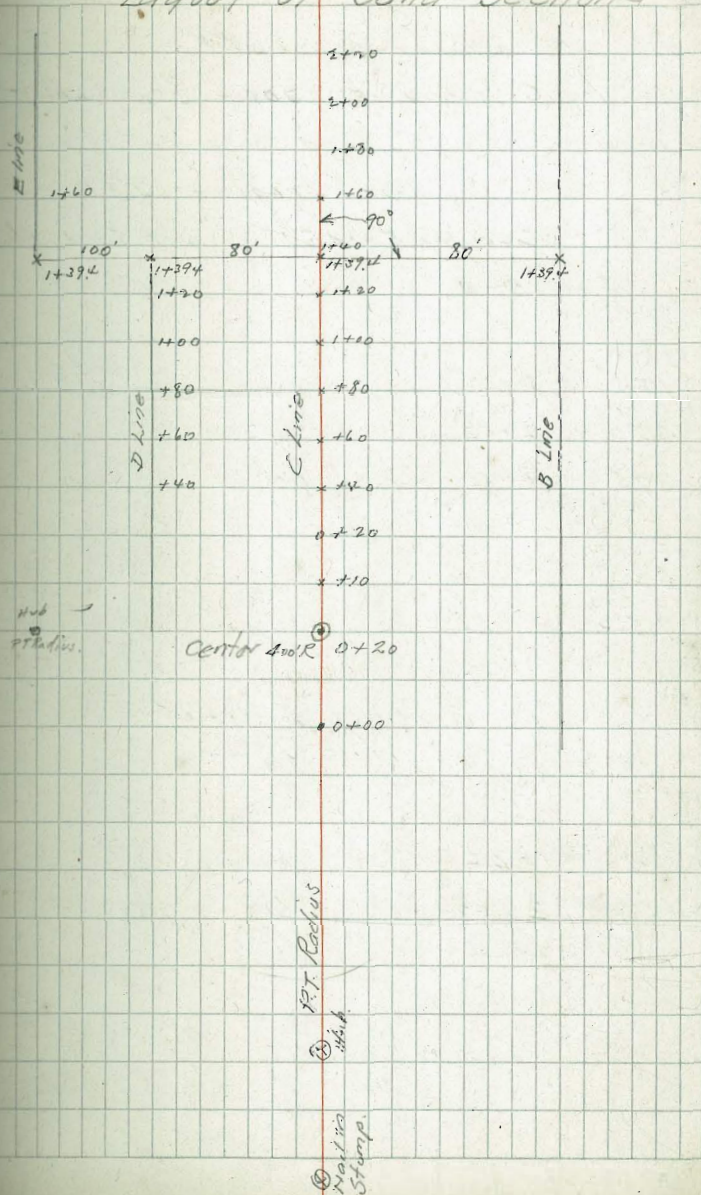 Layout of
2+20
2+00
1+80
E Line
1+60 1+60
90°
100' 80' 1+40 80'
1+39.4 1+39.4 1+39.4 1+39.4
1+20 1+20
1+00 1+00
+80 +80
D Line C Line B Line
+60 +60
+40 +40
0+20
+10
Hub
PT Radius.
Center 400'R 0+20
0+00
P.T. Radius
Hub
Nail in
Stump.